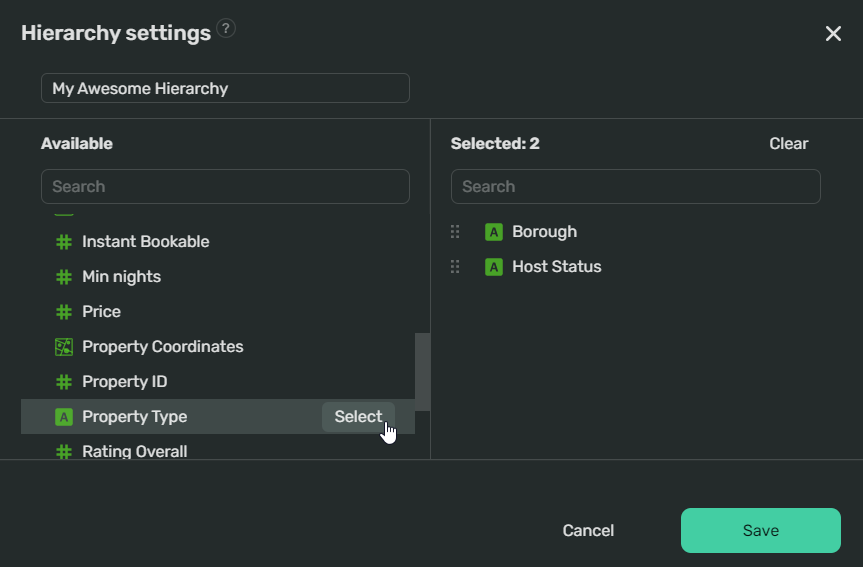 Hierarchy settings ?
My Awesome Hierarchy
Available
Search
Instant Bookable
Min nights
Price
Property Coordinates
Property ID
A Property Type Select
Rating Overall
Selected: 2 Clear
Search
A Borough
A Host Status
Cancel Save